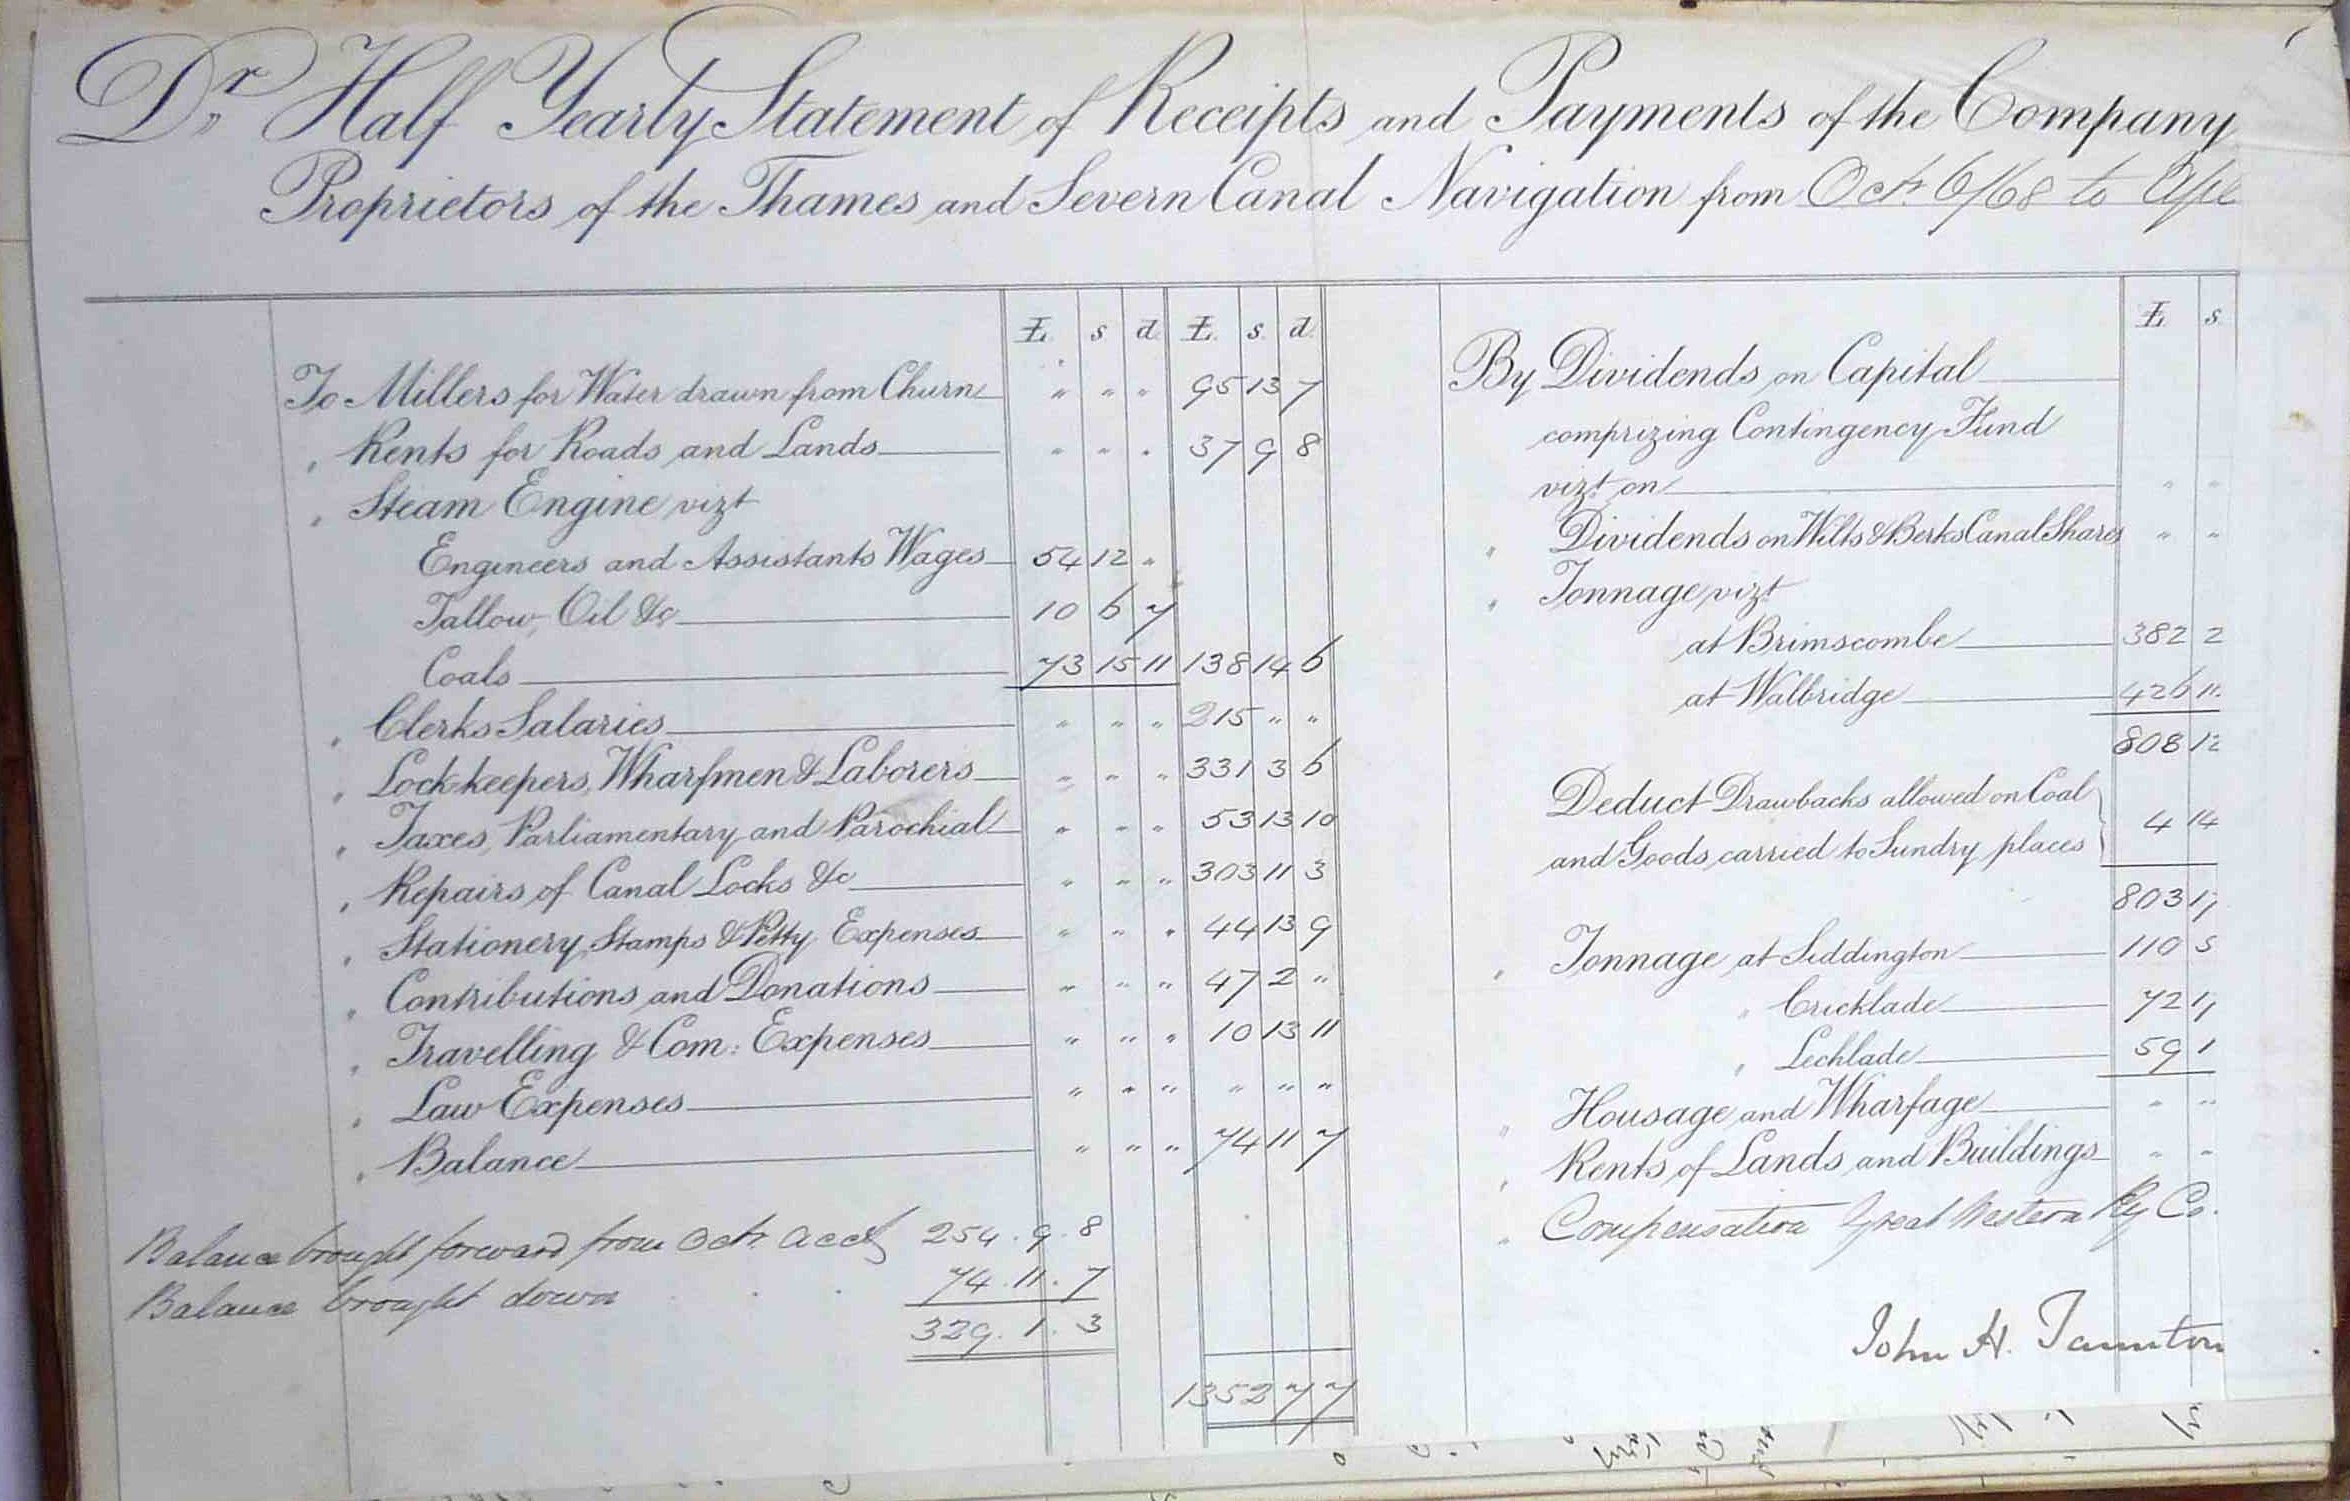 Dr. Half Yearly Statement of Receipts and Payments of the Company
Proprietors of the Thames and Severn Canal Navigation from Oct. 6/68 to Apl
£ s d £ s. d.
To Millers for Water drawn from Churn " " " 95 13 7
" Rents for Roads and Lands " " " 37 9 8
" Steam Engine vizt
Engineers and Assistants Wages 54 12 "
Tallow, Oil &c 10 6 7
Coals 73 15 11 138 14 6
" Clerks Salaries " " " 215 " "
" Lock-keepers, Wharfmen & Laborers " " " 331 3 6
" Taxes, Parliamentary and Parochial " " " 53 13 10
" Repairs of Canal Locks &c " " " 303 11 3
" Stationery, Stamps & Petty Expenses " " " 44 13 9
" Contributions and Donations " " " 47 2 "
" Travelling & Com: Expenses " " " 10 13 11
" Law Expenses " " " " " "
" Balance " " " 74 11 7
Balance brought forward from Oct. acct 254. 9. 8
Balance brought down 74. 11. 7
329. 1. 3
1352 7 7
£ s
By Dividends on Capital
comprizing Contingency Fund
vizt. on " "
" Dividends on Wilts & Berks Canal Shares " "
" Tonnage vizt
at Brimscombe 382 2
at Walbridge 426 11
808 12
Deduct Drawbacks allowed on Coal
and Goods carried to Sundry places 4 14
803 17
" Tonnage at Siddington 110 5
" Cricklade 72 17
" Lechlade 59 1
" Housage and Wharfage " "
" Rents of Lands and Buildings " "
" Compensation Great Western Ry Co.
John H. Taunton